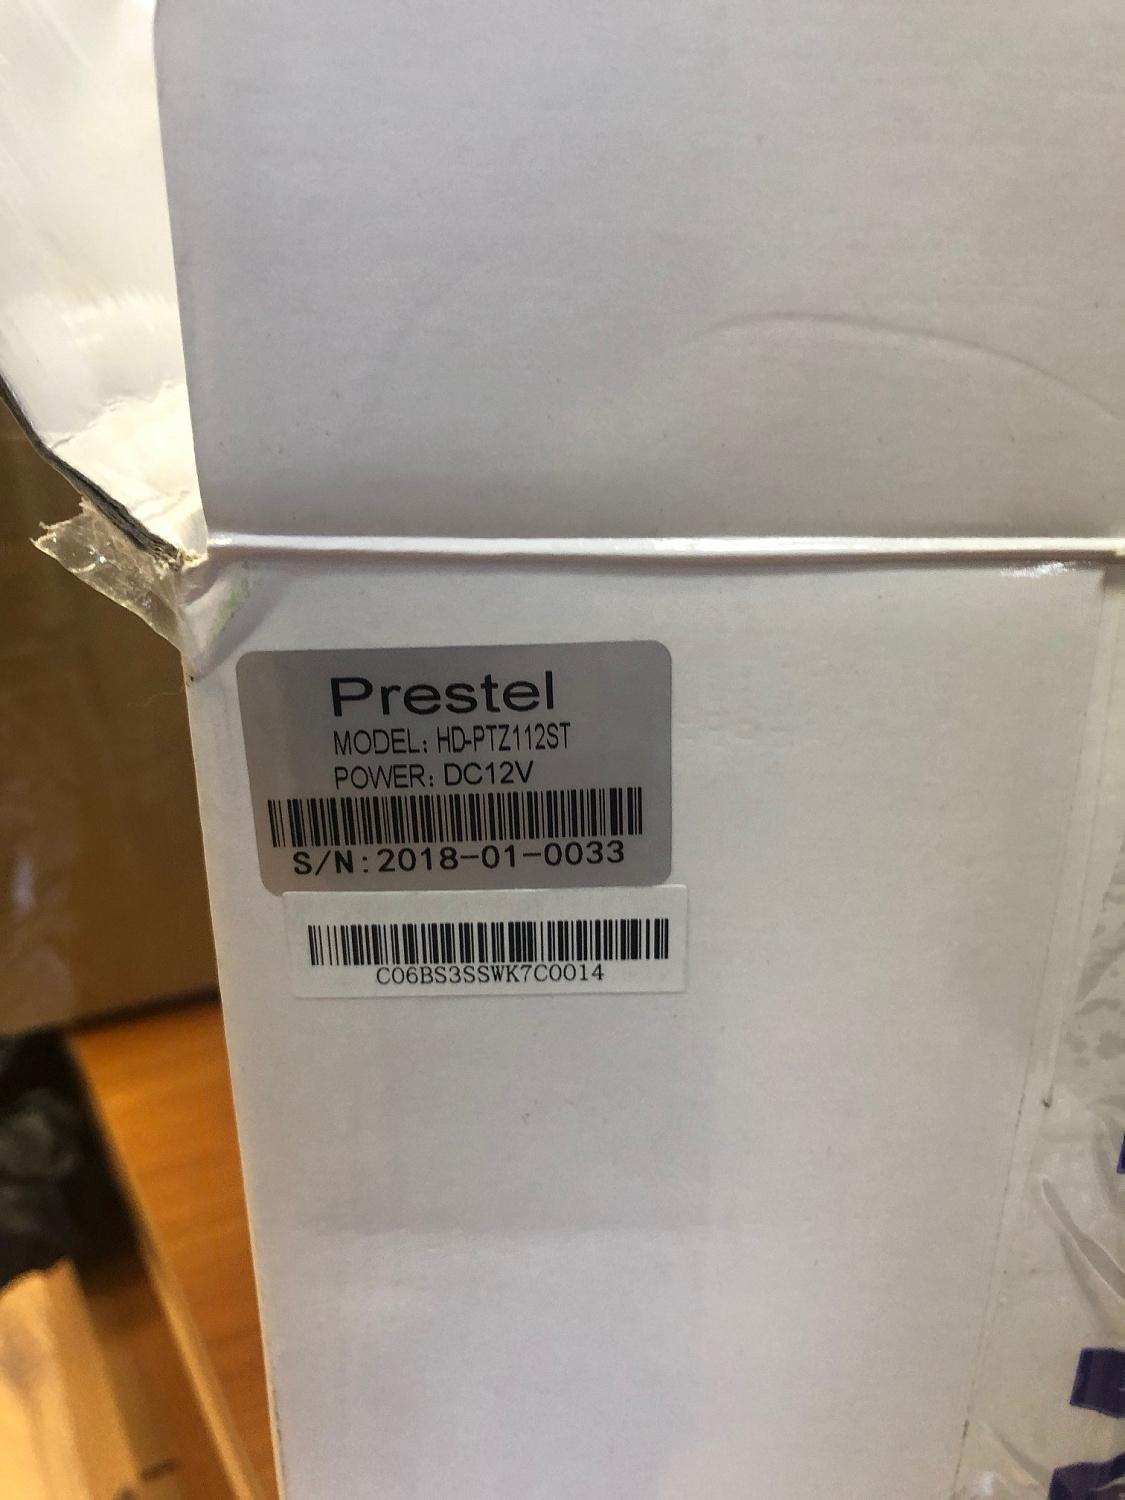 Prestel
MODEL: HD-PTZ112ST
POWER: DC12V
S/N:2018-01-0033
C06BS3SSWK7C0014